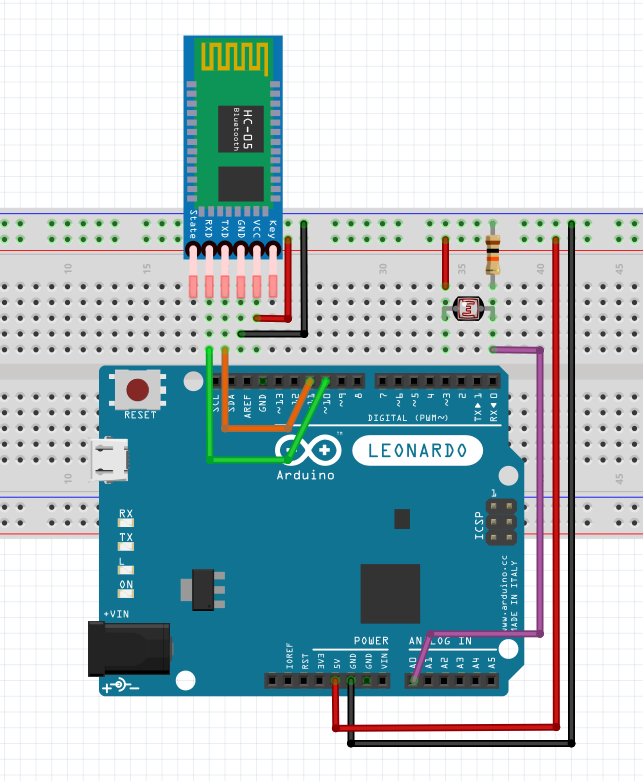 HC-05
Bluetooth
State
RXD
TXD
GND
VCC
Key
10
15
30
35
40
45
RESET
SCL
SDA
AREF
GND
~13
12
~11
~10
~9
8
7
~6
~5
4
~3
2
TX▶1
RX◀0
DIGITAL (PWM~)
TM
Arduino
LEONARDO
10
45
1
ICSP
RX
TX
L
ON
+VIN
www.arduino.cc
MADE IN ITALY
POWER
ANALOG IN
IOREF
RST
3V3
5V
GND
GND
VIN
A0
A1
A2
A3
A4
A5